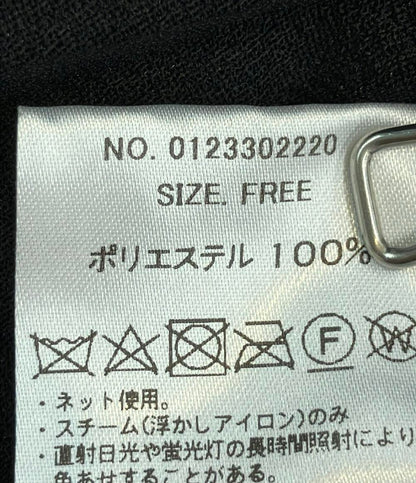 NO. 0123302220
SIZE. FREE
ポリエステル 100%
F W
・ネット使用。
・スチーム(浮かしアイロン)のみ
・直射日光や蛍光灯の長時間照射により
色あせすることがある。